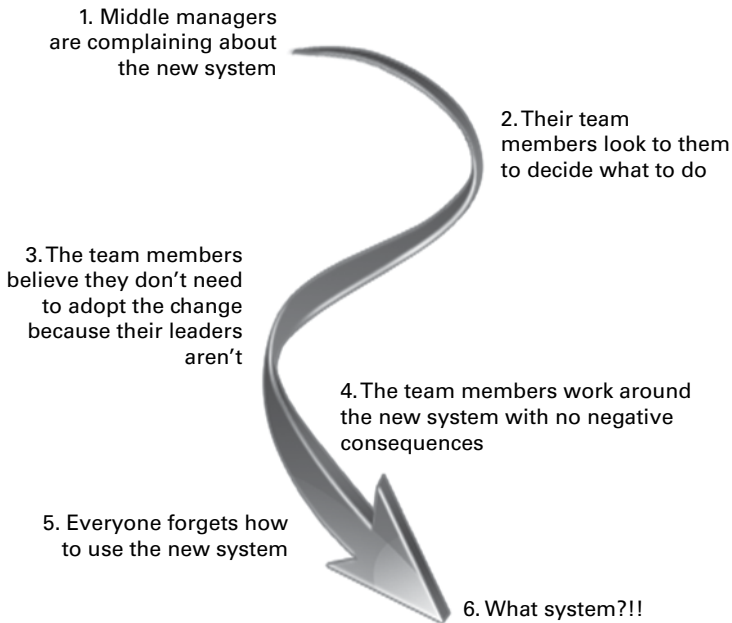 1. Middle managers
are complaining about
the new system
2. Their team
members look to them
to decide what to do
3. The team members
believe they don’t need
to adopt the change
because their leaders
aren’t
4. The team members work around
the new system with no negative
consequences
5. Everyone forgets how
to use the new system
6. What system?!!